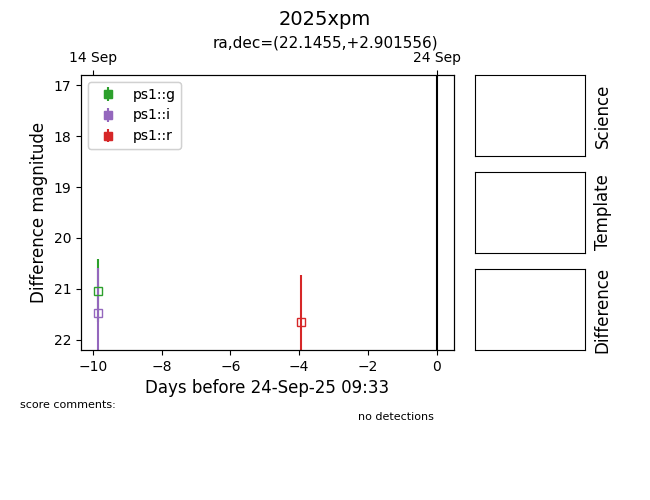 2025xpm
ra,dec=(22.1455,+2.901556)
14 Sep
24 Sep
ps1::g
ps1::i
ps1::r
17
18
19
20
21
22
Difference magnitude
−10
−8
−6
−4
−2
0
Days before 24-Sep-25 09:33
Science
Template
Difference
score comments:
no detections